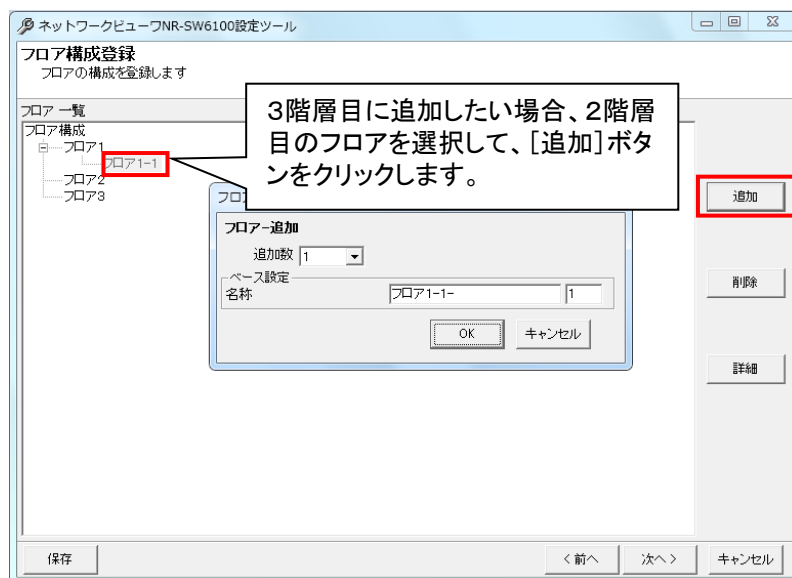 ネットワークビューワNR-SW6100設定ツール
フロア構成登録
フロアの構成を登録します
フロア 一覧
フロア構成
フロア1
フロア1-1
フロア2
フロア3
3階層目に追加したい場合、2階層
目のフロアを選択して、[追加]ボタ
ンをクリックします。
フロアー追加
追加数 1
ベース設定
名称 フロア1-1- 1
OK キャンセル
追加
削除
詳細
保存 <前へ 次へ> キャンセル